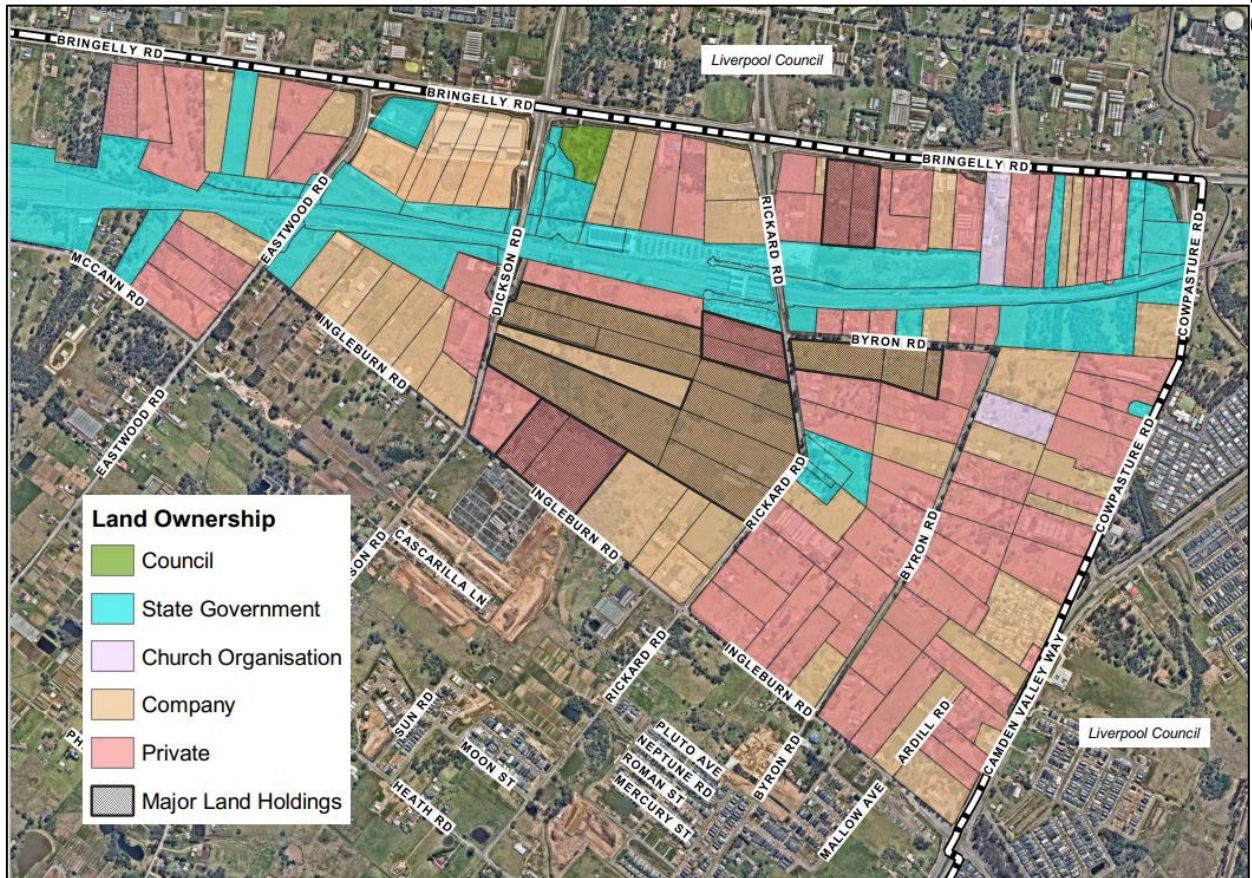 BRINGELLY RD
Liverpool Council
BRINGELLY RD
BRINGELLY RD
EASTWOOD RD
RICKARD RD
COWPASTURE RD
DICKSON RD
MCCANN RD
INGLEBURN RD
BYRON RD
EASTWOOD RD
COWPASTURE RD
RICKARD RD
INGLEBURN RD
BYRON RD
Land Ownership
Council
State Government
Church Organisation
Company
Private
Major Land Holdings
CASCARILLA LN
SON RD
RICKARD RD
INGLEBURN RD
CAMDEN VALLEY WAY
ARDILL RD
Liverpool Council
SUN RD
MOON ST
PLUTO AVE
NEPTUNE RD
ROMAN ST
MERCURY ST
BYRON RD
MALLOW AVE
HEATH RD
PH